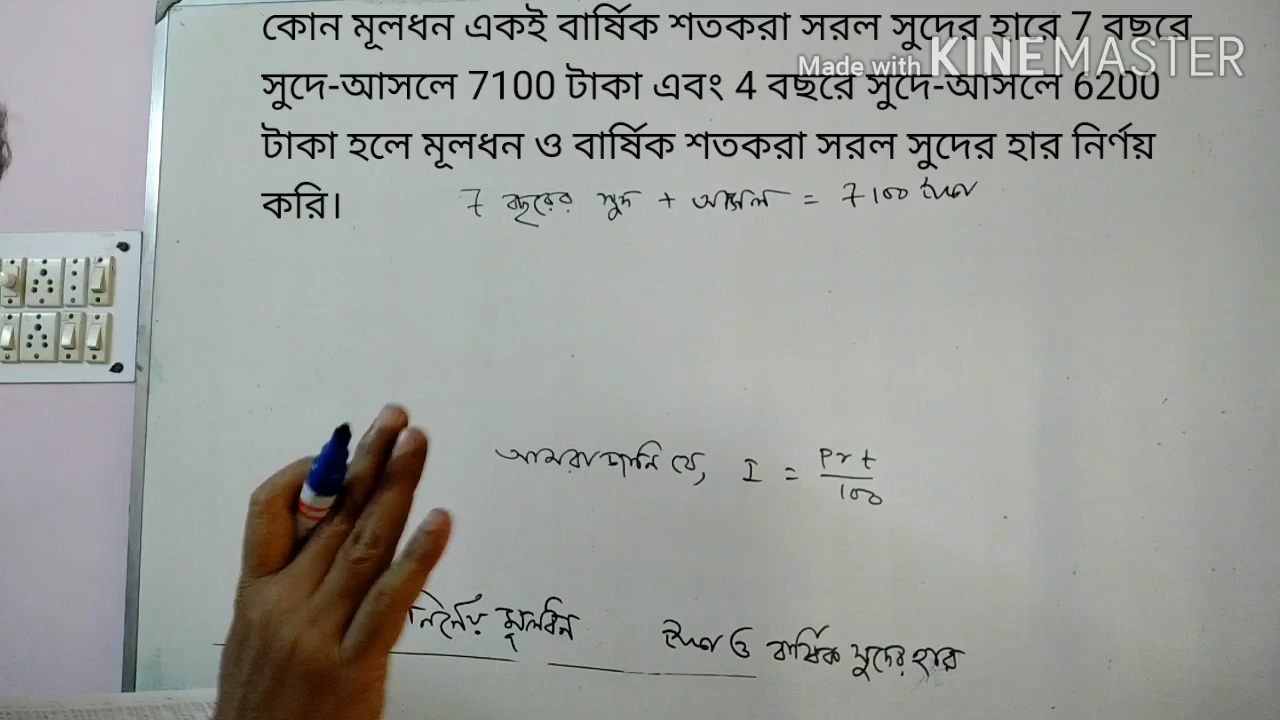 কোন মূলধন একই বার্ষিক শতকরা সরল সুদের হারে 7 বছরে
Made with KINEMASTER
সুদে-আসলে 7100 টাকা এবং 4 বছরে সুদে-আসলে 6200
টাকা হলে মূলধন ও বার্ষিক শতকরা সরল সুদের হার নির্ণয়
করি।
7 বছরের সুদ + আসল = 7100 টাকা
আমরা জানি যে, I = Prt/100
নির্ণেয় মূলধন টাকা ও বার্ষিক সুদের হার